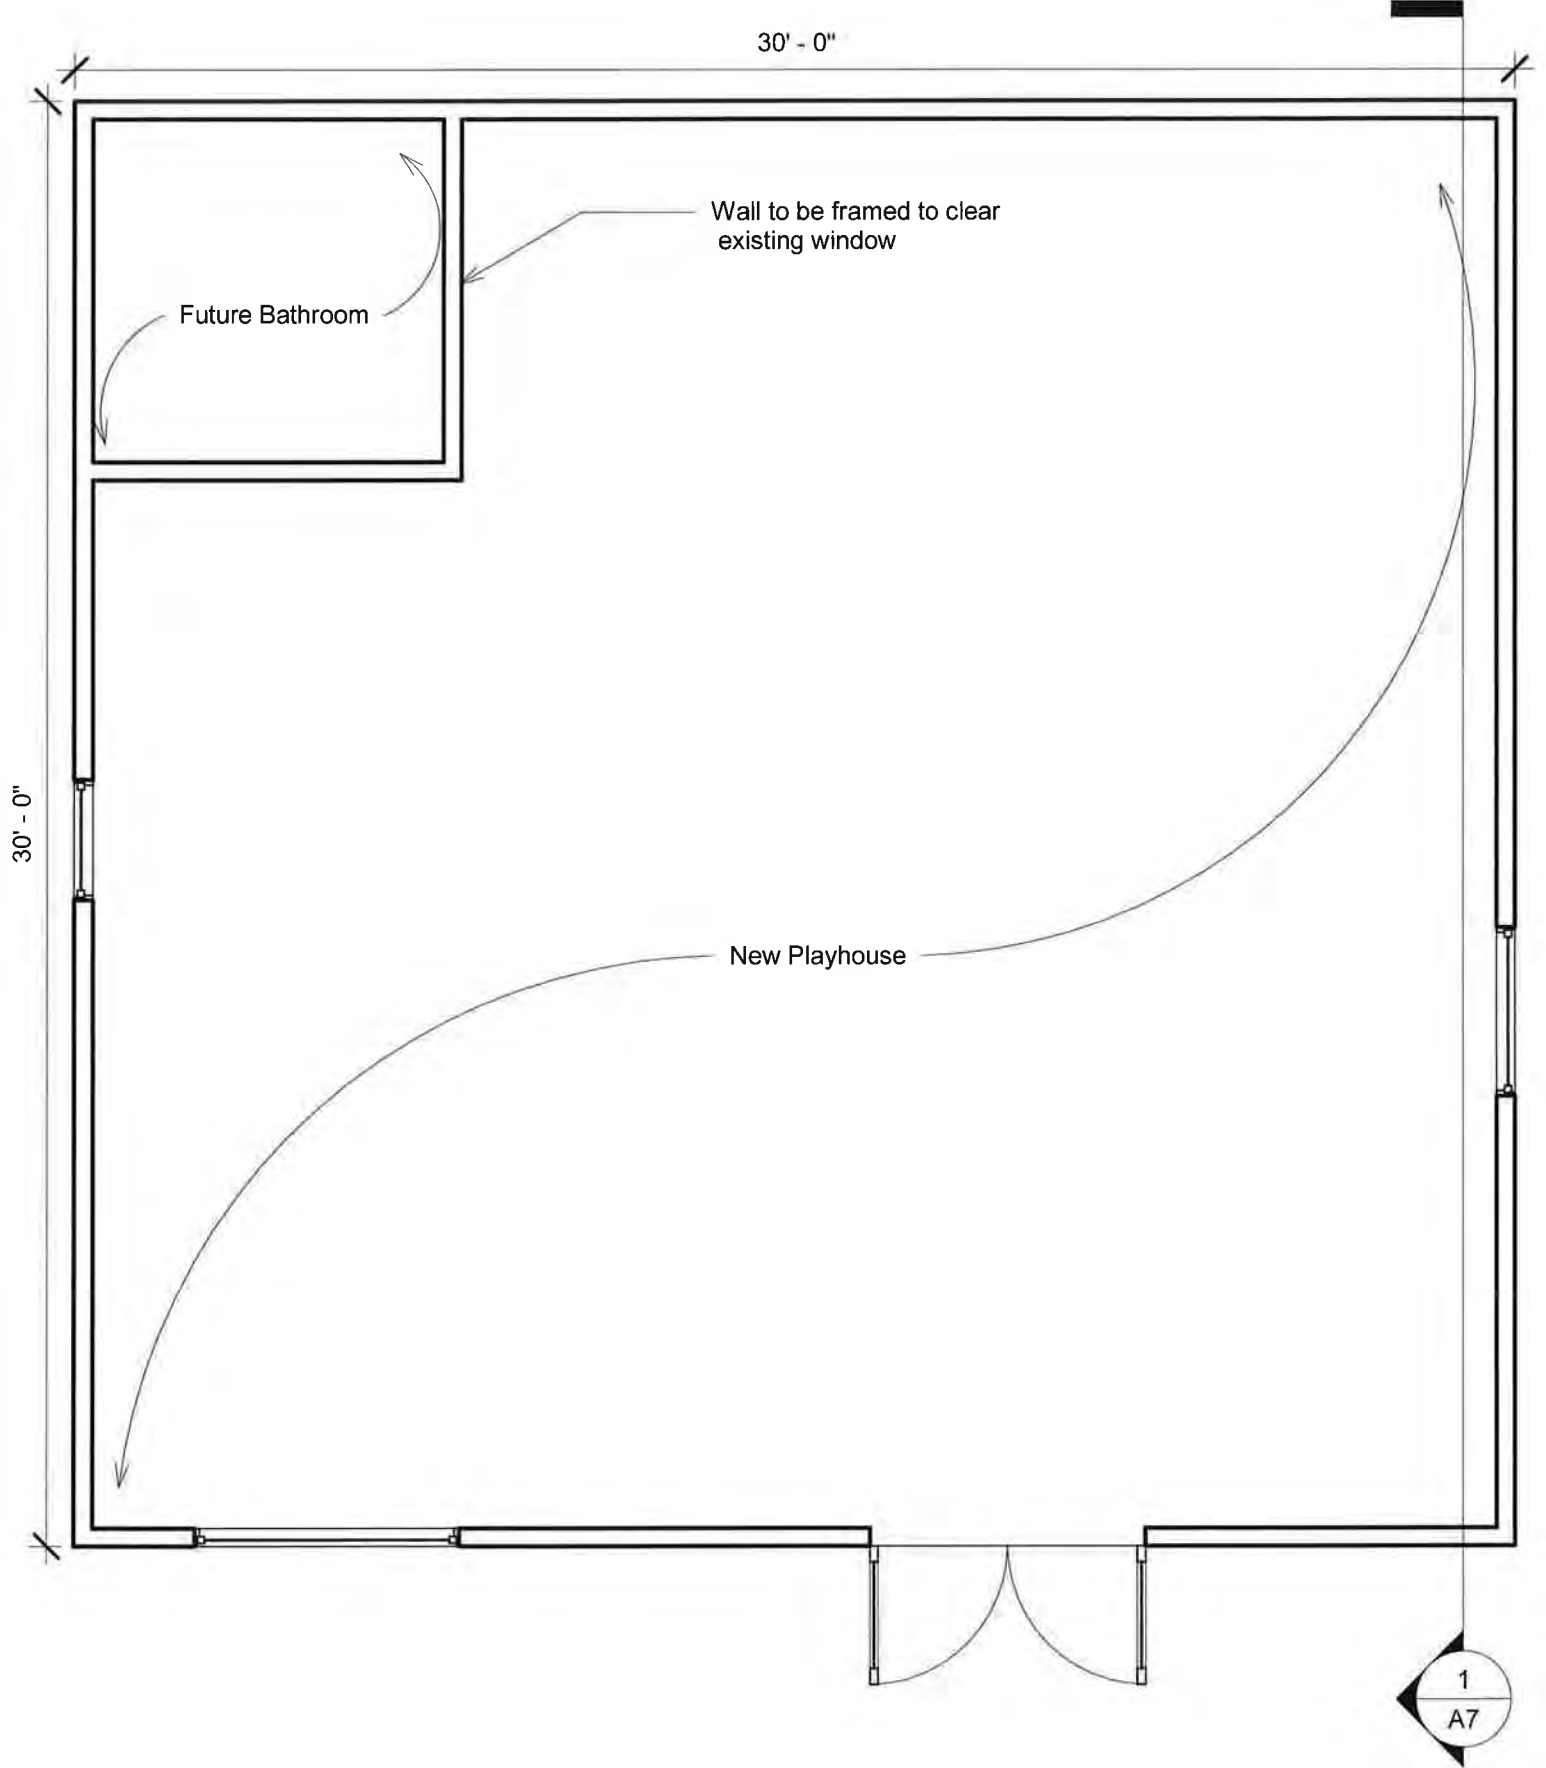 30' - 0"
Wall to be framed to clear
existing window
Future Bathroom
30' - 0"
New Playhouse
1
A7